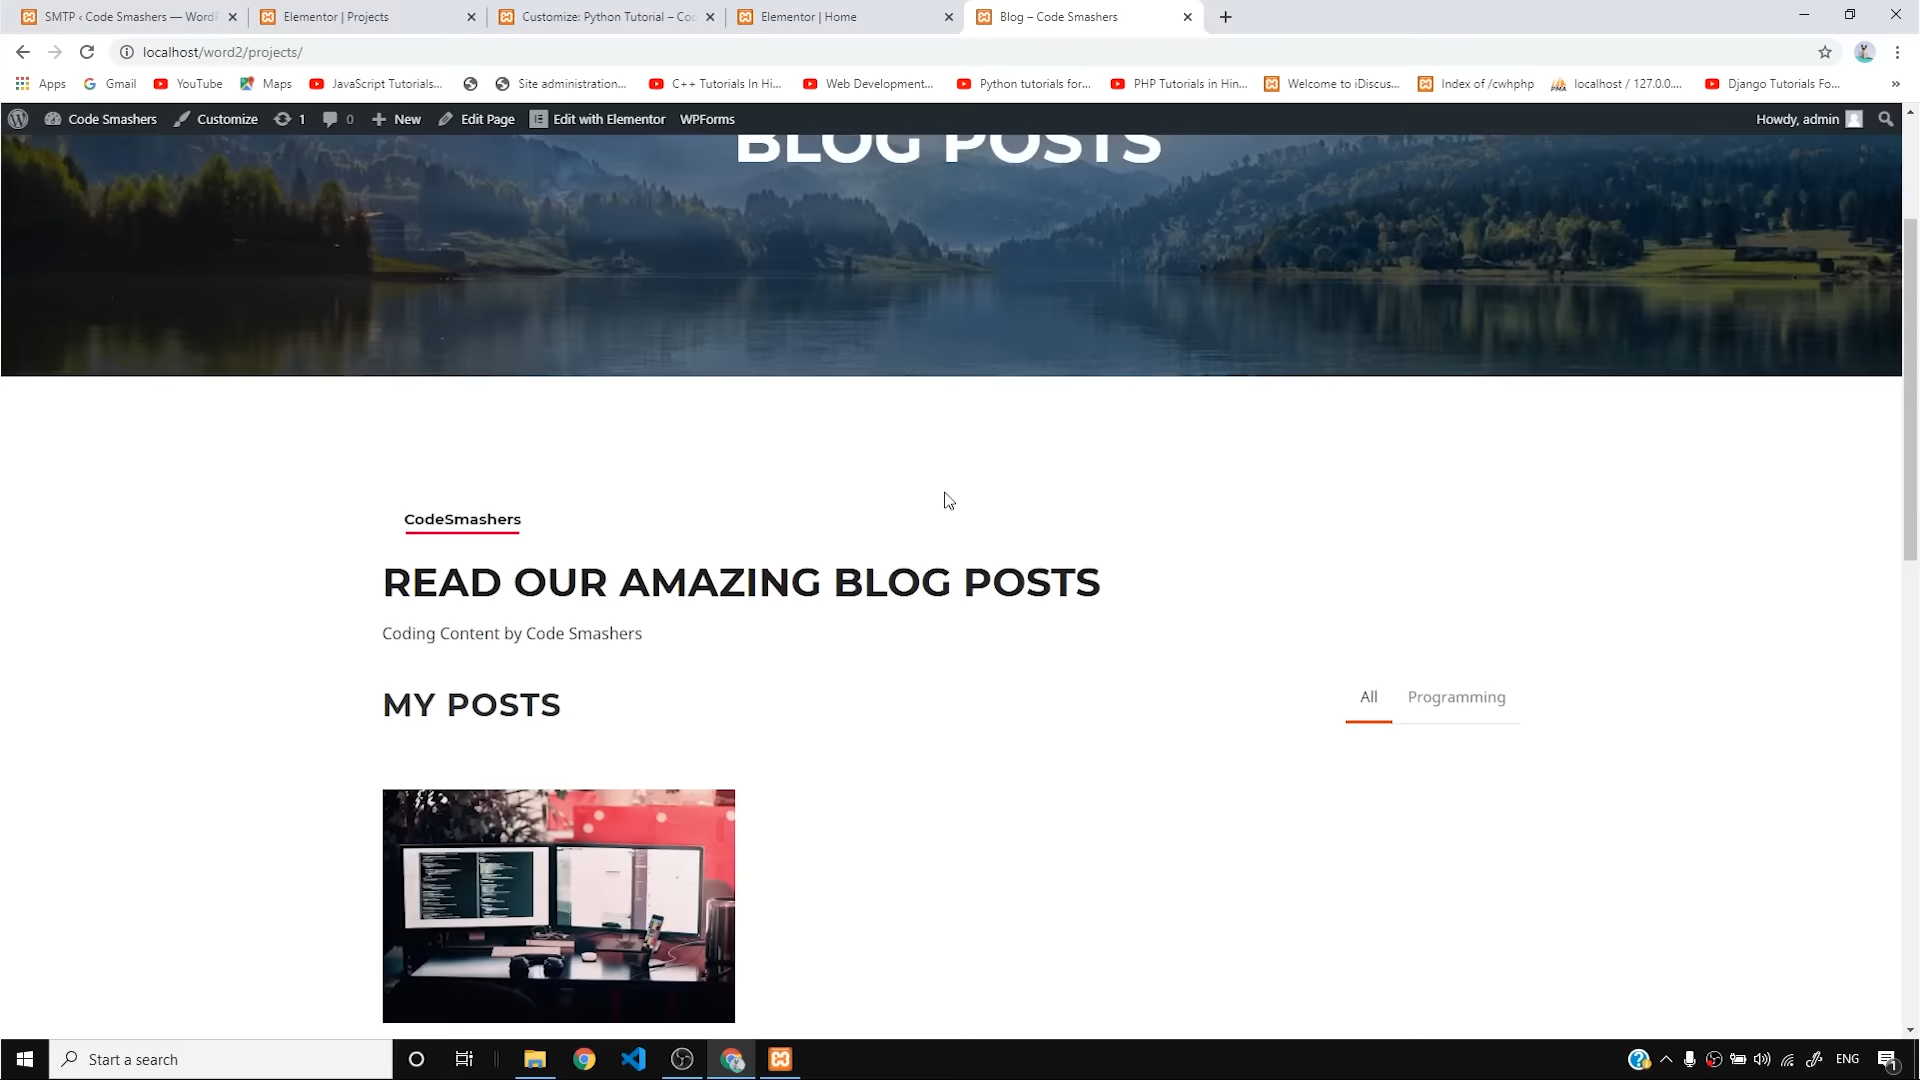 SMTP ‹ Code Smashers — Word
Elementor | Projects
Customize: Python Tutorial – Co
Elementor | Home
Blog – Code Smashers
localhost/word2/projects/
Apps
Gmail
YouTube
Maps
JavaScript Tutorials...
Site administration...
C++ Tutorials In Hi...
Web Development...
Python tutorials for...
PHP Tutorials in Hin...
Welcome to iDiscus...
Index of /cwhphp
localhost / 127.0.0....
Django Tutorials Fo...
»
Code Smashers
Customize
1
0
New
Edit Page
Edit with Elementor
WPForms
Howdy, admin
BLOG POSTS
CodeSmashers
READ OUR AMAZING BLOG POSTS
Coding Content by Code Smashers
MY POSTS
All
Programming
Start a search
ENG
1